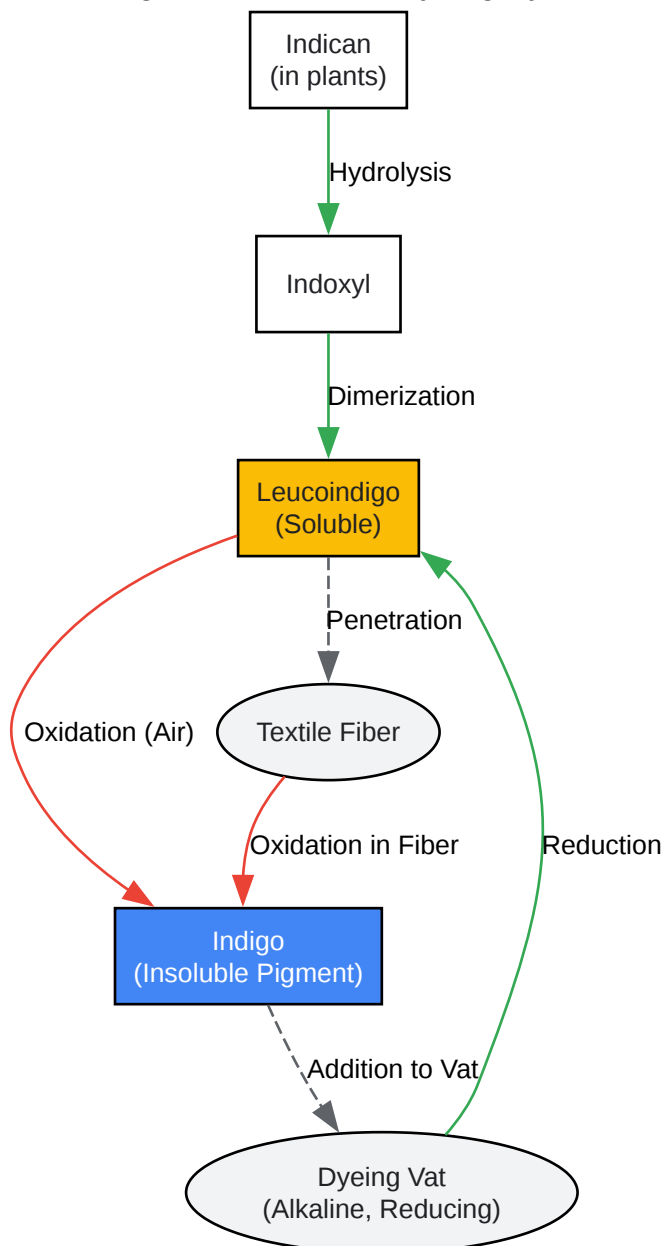 Indican
(in plants)
Hydrolysis
Indoxyl
Dimerization
Leucoindigo
(Soluble)
Penetration
Oxidation (Air)
Textile Fiber
Oxidation in Fiber
Reduction
Indigo
(Insoluble Pigment)
Addition to Vat
Dyeing Vat
(Alkaline, Reducing)